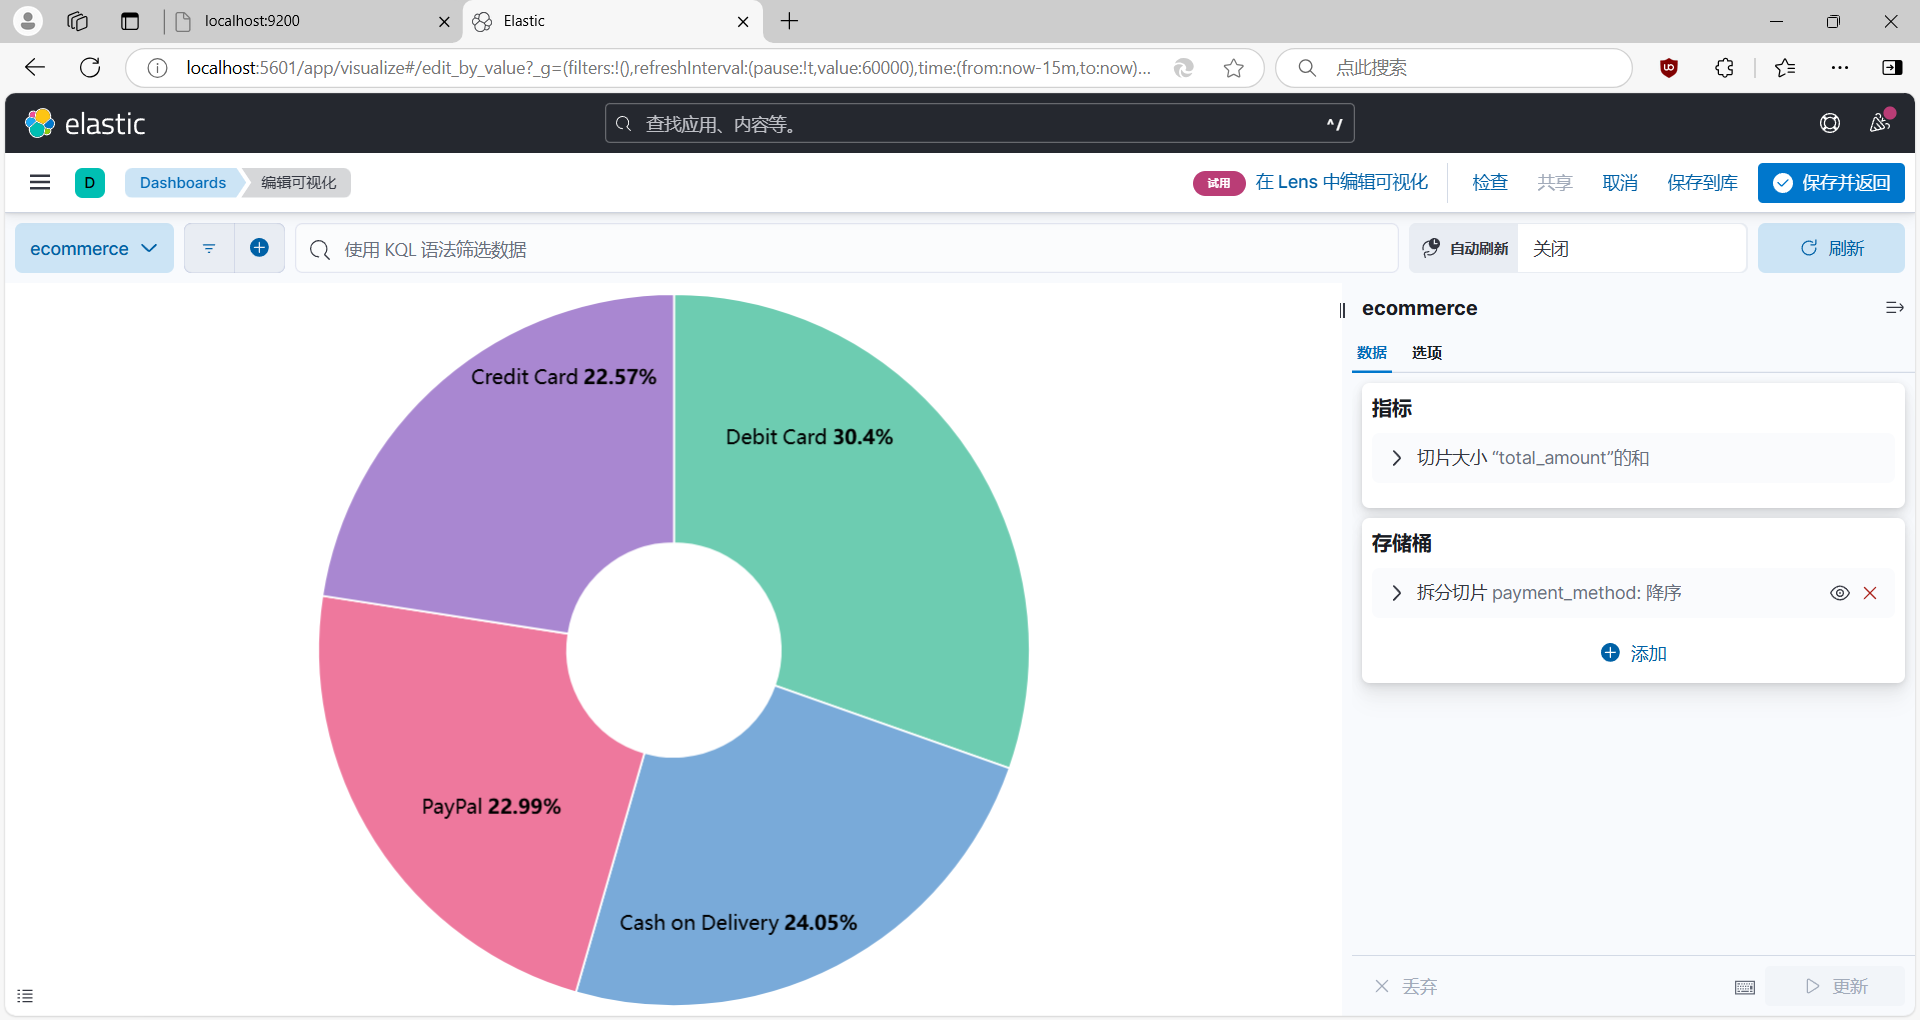 localhost:9200
Elastic
localhost:5601/app/visualize#/edit_by_value?_g=(filters:!(),refreshInterval:(pause:!t,value:60000),time:(from:now-15m,to:now)...
点此搜索
elastic
查找应用、内容等。
^/
D
Dashboards
编辑可视化
试用
在 Lens 中编辑可视化
检查
共享
取消
保存到库
保存并返回
ecommerce
使用 KQL 语法筛选数据
自动刷新
关闭
刷新
Credit Card 22.57%
Debit Card 30.4%
PayPal 22.99%
Cash on Delivery 24.05%
ecommerce
数据
选项
指标
切片大小 “total_amount”的和
存储桶
拆分切片 payment_method: 降序
添加
丢弃
更新